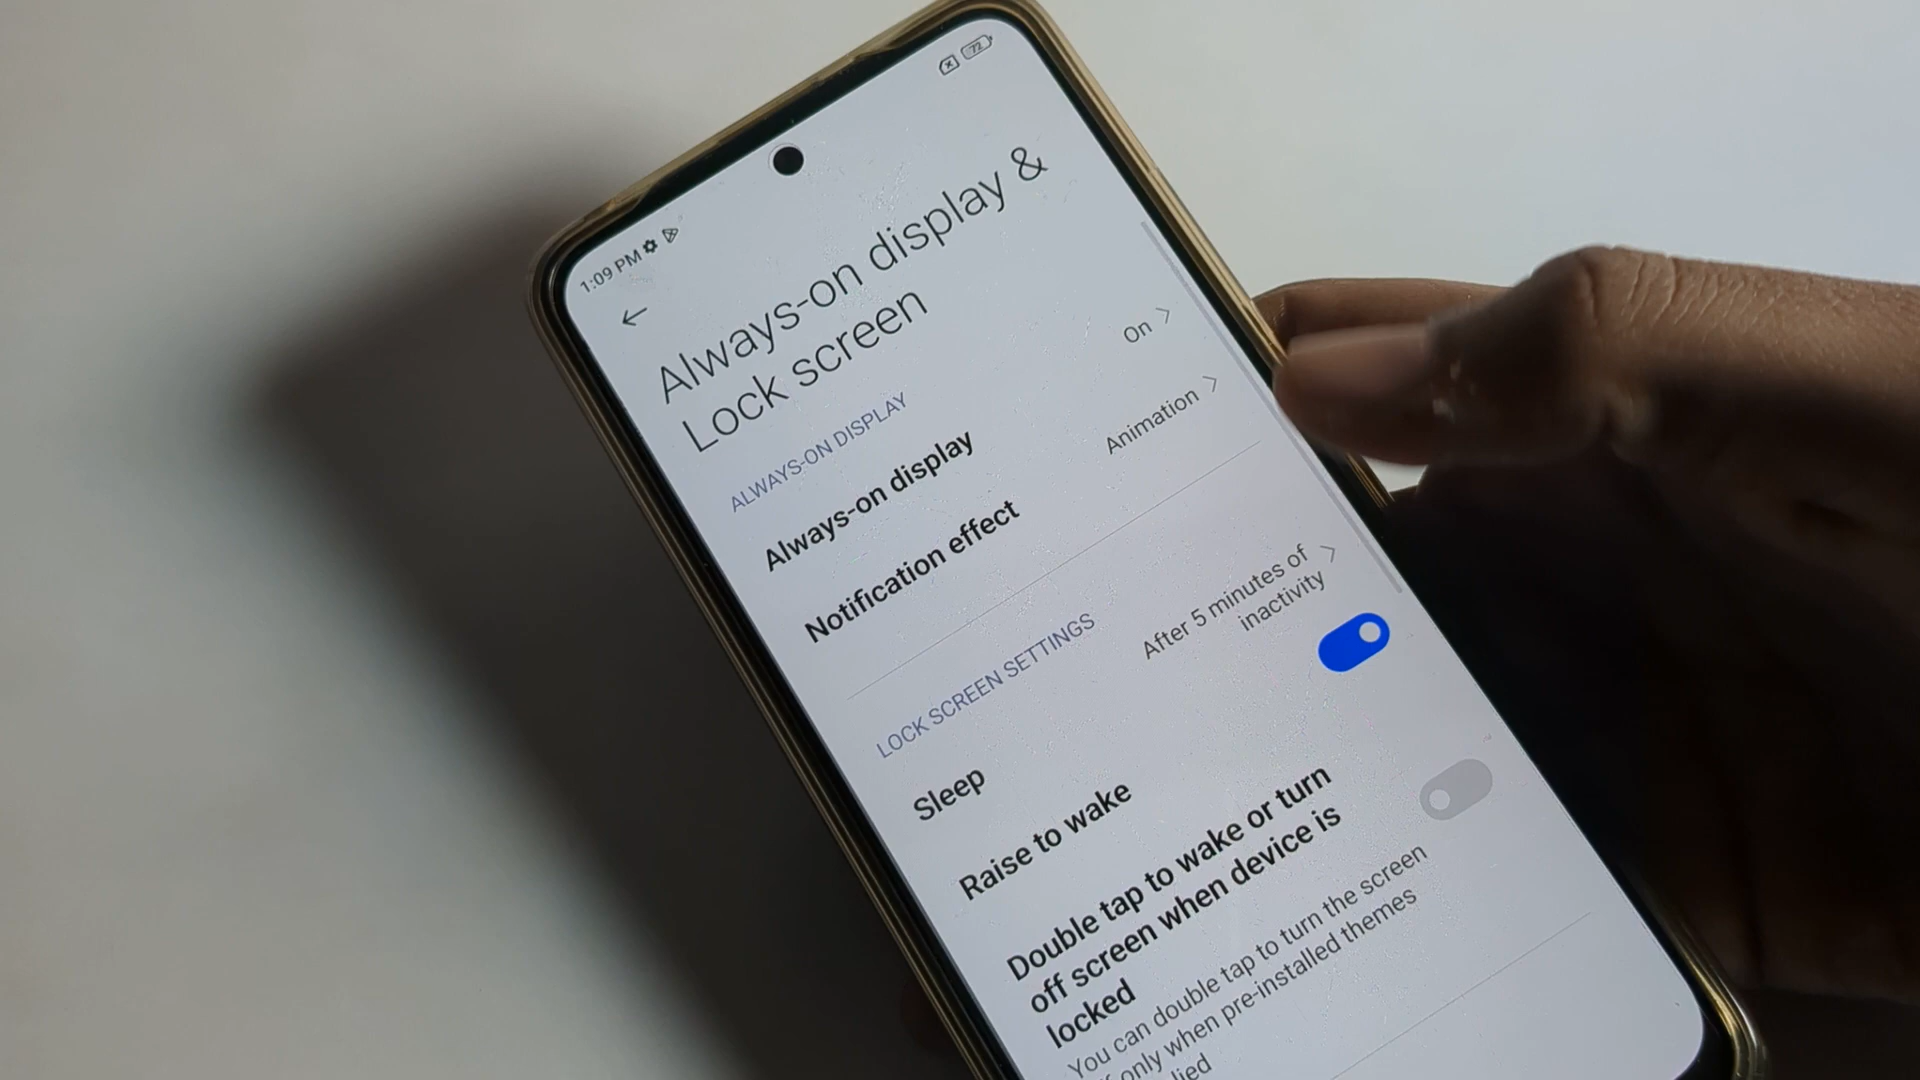 1:09 PM
72
Always-on display &
Lock screen
ALWAYS-ON DISPLAY
Always-on display
On
Notification effect
Animation
LOCK SCREEN SETTINGS
Sleep
After 5 minutes of
inactivity
Raise to wake
Double tap to wake or turn
off screen when device is
locked
You can double tap to turn the screen
only when pre-installed themes